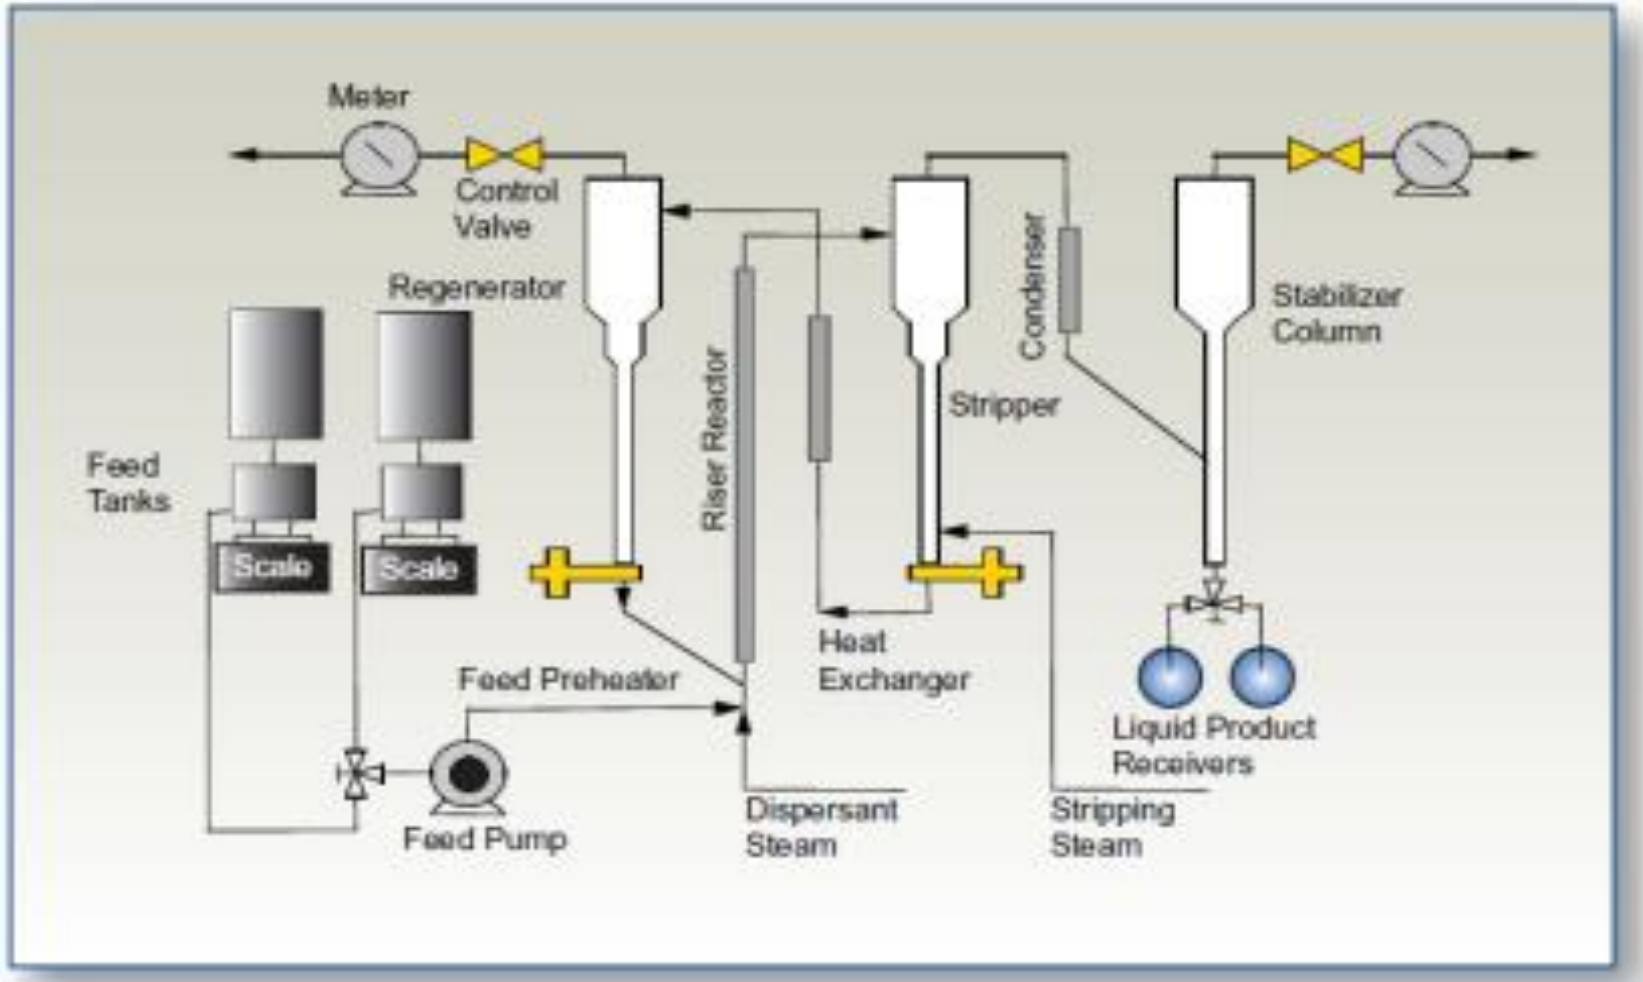 Meter
Control
Valve
Regenerator
Feed
Tanks
Scale
Scale
Riser Reactor
Condenser
Stripper
Stabilizer
Column
Heat
Exchanger
Feed Preheater
Feed Pump
Dispersant
Steam
Stripping
Steam
Liquid Product
Receivers